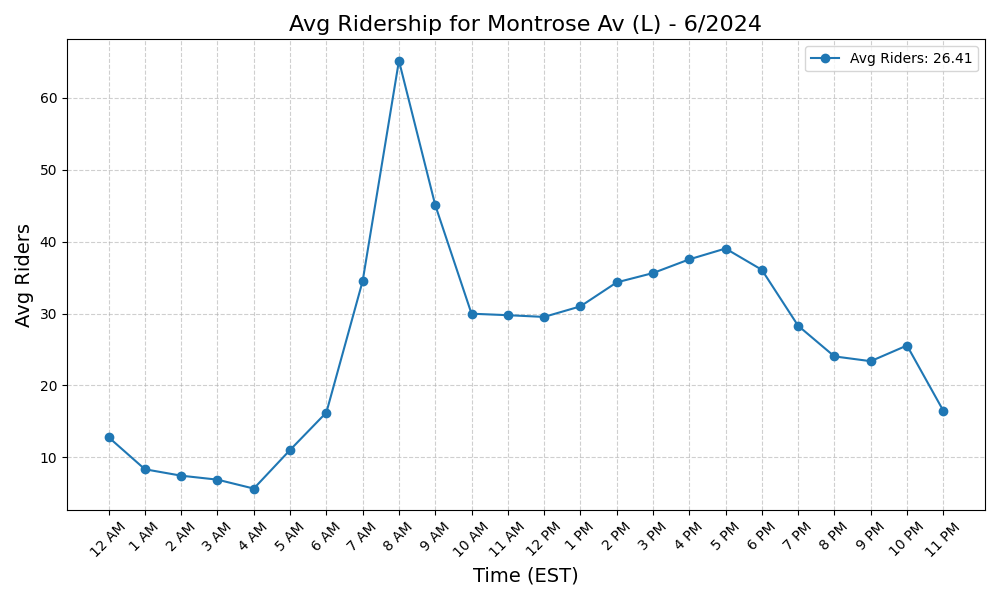 Avg Ridership for Montrose Av (L) - 6/2024
Avg Riders: 26.41
Avg Riders
60
50
40
30
20
10
12 AM
1 AM
2 AM
3 AM
4 AM
5 AM
6 AM
7 AM
8 AM
9 AM
10 AM
11 AM
12 PM
1 PM
2 PM
3 PM
4 PM
5 PM
6 PM
7 PM
8 PM
9 PM
10 PM
11 PM
Time (EST)